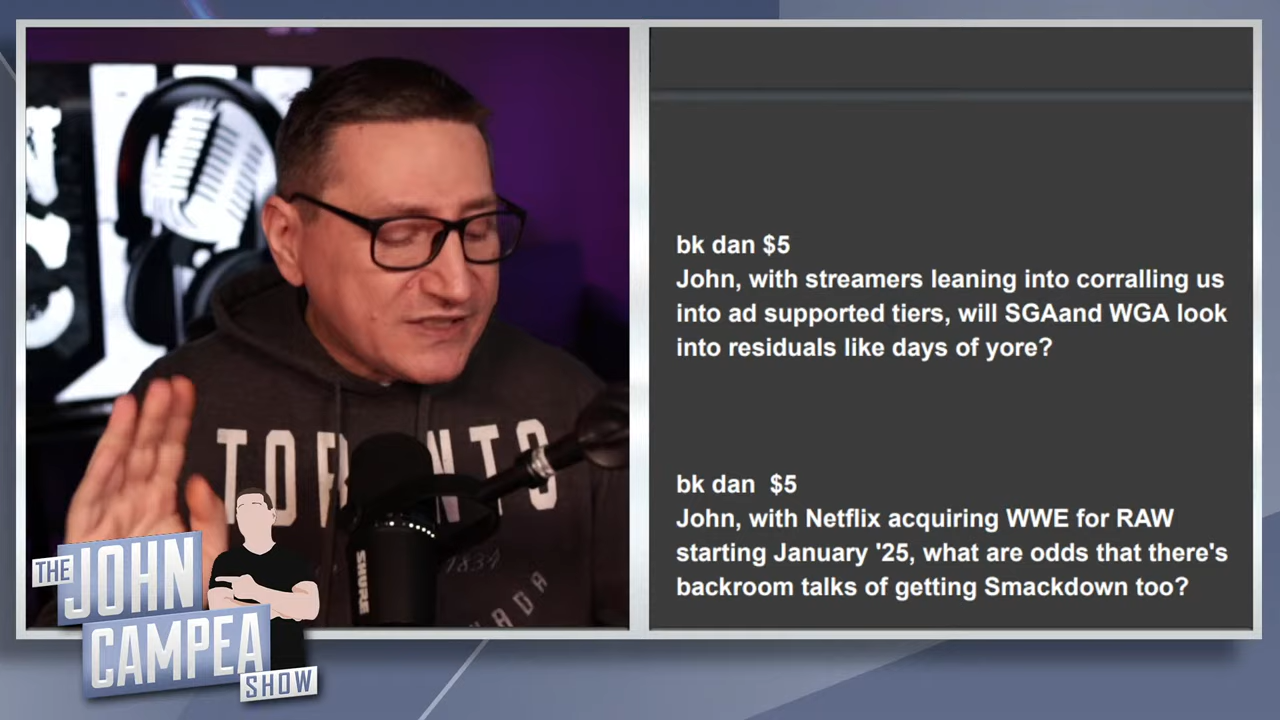 bk dan $5
John, with streamers leaning into corralling us
into ad supported tiers, will SGAand WGA look
into residuals like days of yore?
bk dan $5
John, with Netflix acquiring WWE for RAW
starting January '25, what are odds that there's
backroom talks of getting Smackdown too?
TORONTO
1834
SHURE
THE
JOHN
CAMPEA
SHOW